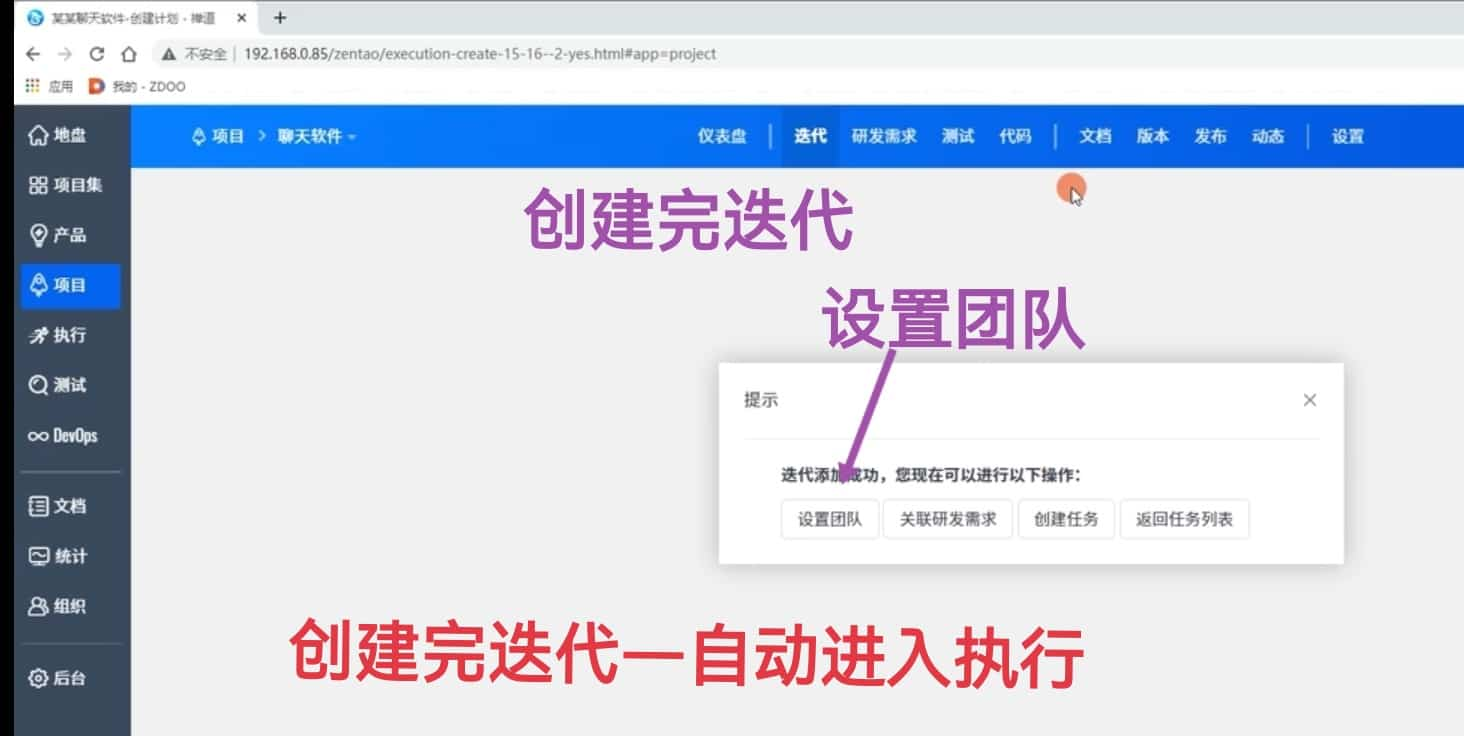 某某聊天软件-创建计划 - 禅道
不安全 | 192.168.0.85/zentao/execution-create-15-16--2-yes.html#app=project
应用 我的 - ZDOO
地盘
项目 > 聊天软件
仪表盘 | 迭代 研发需求 测试 代码 | 文档 版本 发布 动态 | 设置
项目集
产品
项目
执行
测试
DevOps
文档
统计
组织
后台
创建完迭代
设置团队
提示
迭代添加成功，您现在可以进行以下操作：
设置团队 关联研发需求 创建任务 返回任务列表
创建完迭代—自动进入执行